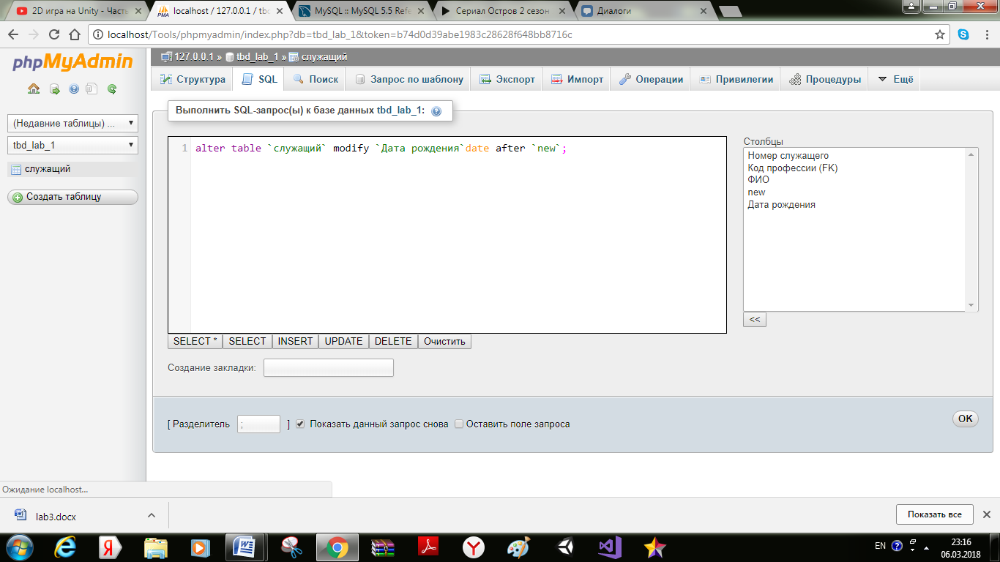 2D игра на Unity - Часть
localhost / 127.0.0.1 / tbd
MySQL :: MySQL 5.5 Refe
Сериал Остров 2 сезон
Диалоги
localhost/Tools/phpmyadmin/index.php?db=tbd_lab_1&token=b74d0d39abe1983c28628f648bb8716c
phpMyAdmin
(Недавние таблицы) ...
tbd_lab_1
служащий
Создать таблицу
127.0.0.1 » tbd_lab_1 » служащий
Структура SQL Поиск Запрос по шаблону Экспорт Импорт Операции Привилегии Процедуры Ещё
Выполнить SQL-запрос(ы) к базе данных tbd_lab_1:
1 alter table `служащий` modify `Дата рождения`date after `new`;
Столбцы
Номер служащего
Код профессии (FK)
ФИО
new
Дата рождения
<<
SELECT * SELECT INSERT UPDATE DELETE Очистить
Создание закладки:
[ Разделитель ; ] Показать данный запрос снова Оставить поле запроса
OK
Ожидание localhost...
lab3.docx
Показать все
EN
23:16
06.03.2018